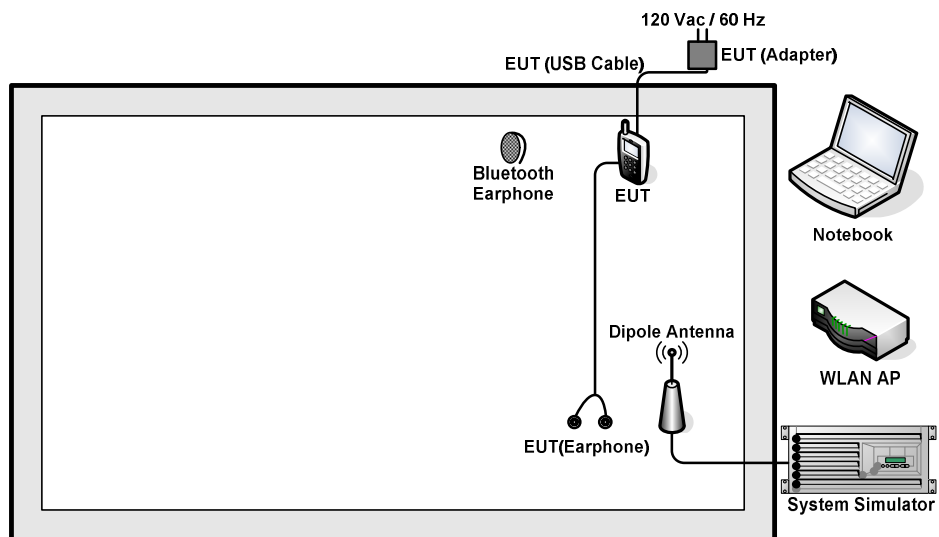 120 Vac / 60 Hz
EUT (Adapter)
EUT (USB Cable)
Bluetooth
Earphone
EUT
Notebook
Dipole Antenna
WLAN AP
EUT(Earphone)
System Simulator